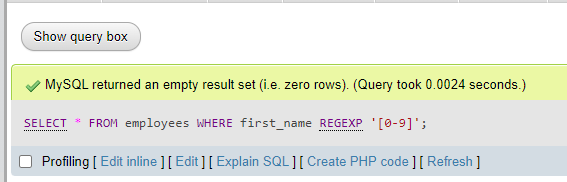 Show query box
MySQL returned an empty result set (i.e. zero rows). (Query took 0.0024 seconds.)
SELECT * FROM employees WHERE first_name REGEXP '[0-9]';
Profiling [ Edit inline ] [ Edit ] [ Explain SQL ] [ Create PHP code ] [ Refresh ]